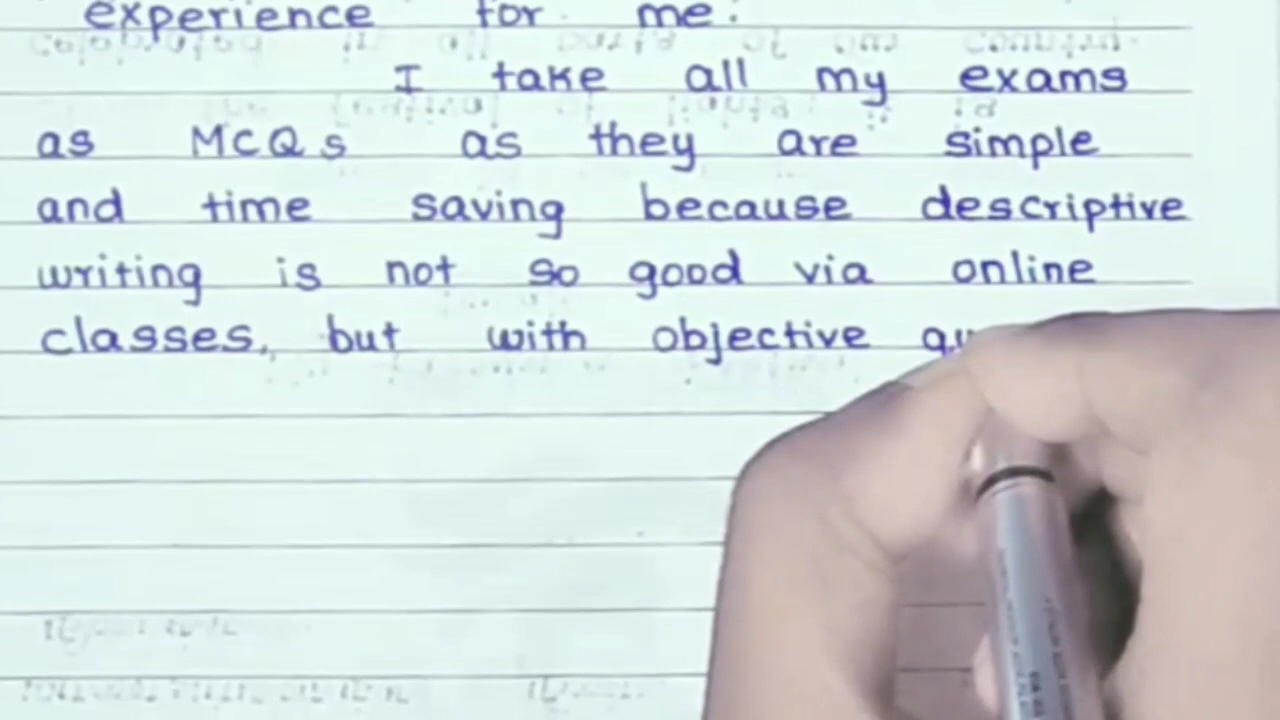 experience for me.
I take all my exams
as MCQs as they are simple
and time saving because descriptive
writing is not so good via online
classes, but with objective qu